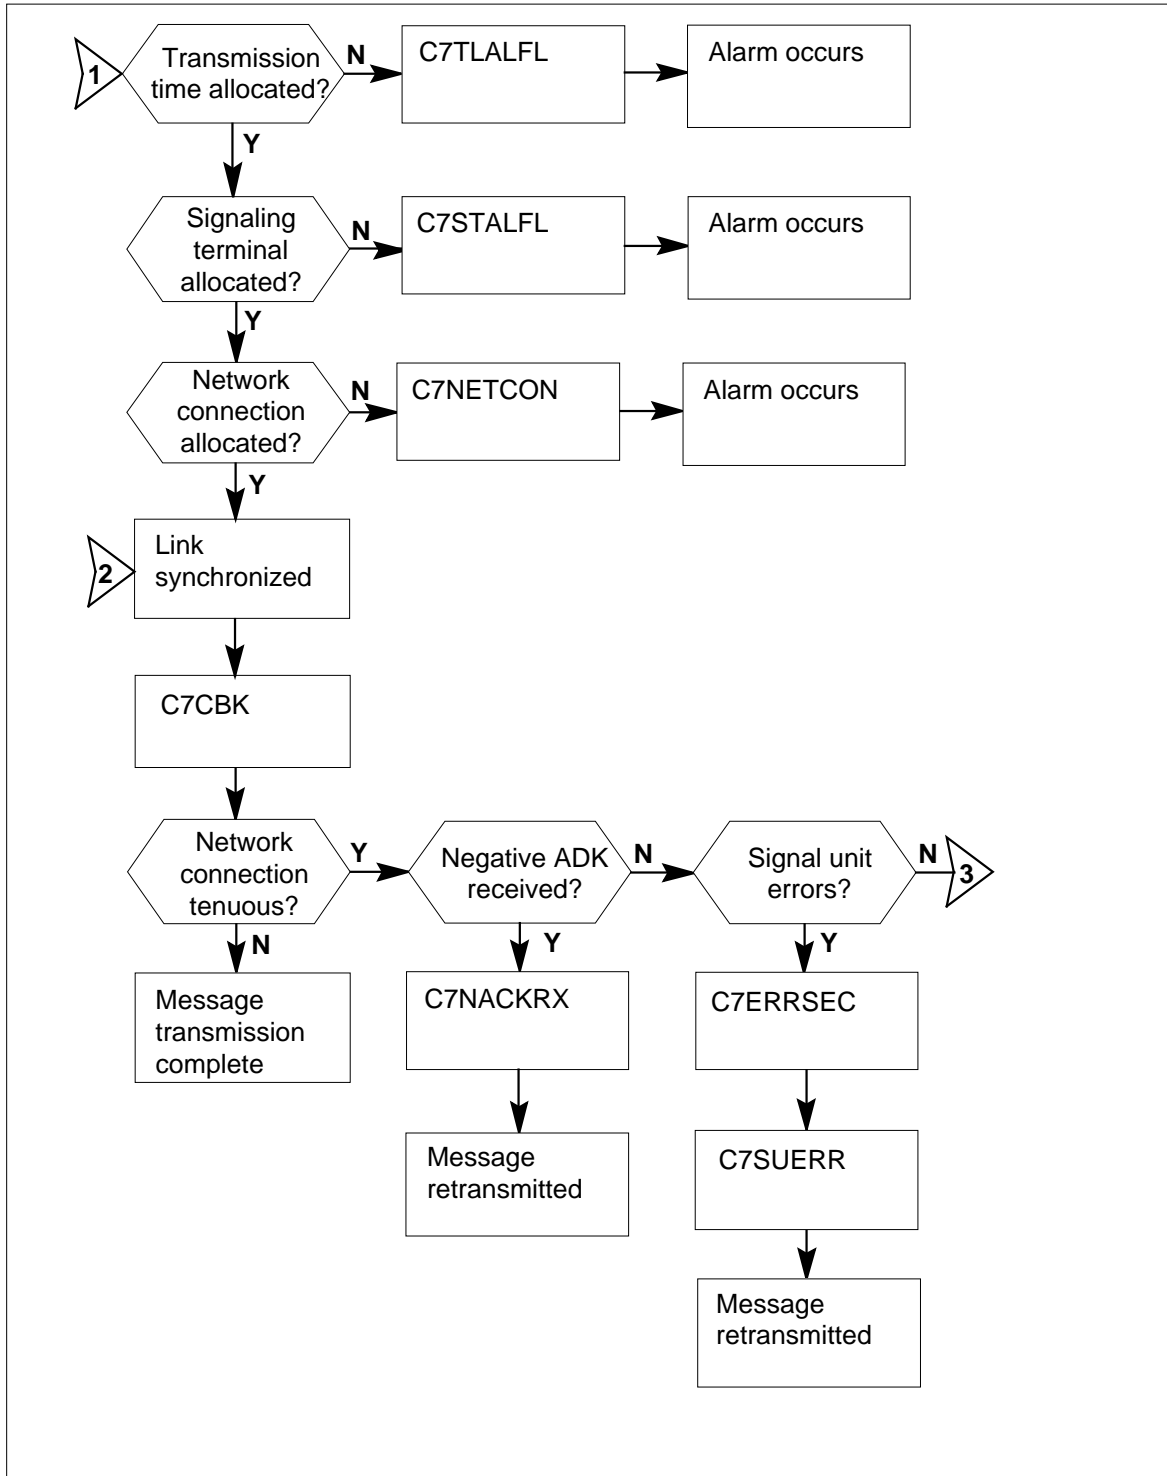 1
Transmission
time allocated?
N
C7TLALFL
Alarm occurs
Y
Signaling
terminal
allocated?
N
C7STALFL
Alarm occurs
Y
Network
connection
allocated?
N
C7NETCON
Alarm occurs
Y
2
Link
synchronized
C7CBK
Network
connection
tenuous?
Y
Negative ADK
received?
N
Signal unit
errors?
N
3
N
Message
transmission
complete
Y
C7NACKRX
Message
retransmitted
Y
C7ERRSEC
C7SUERR
Message
retransmitted